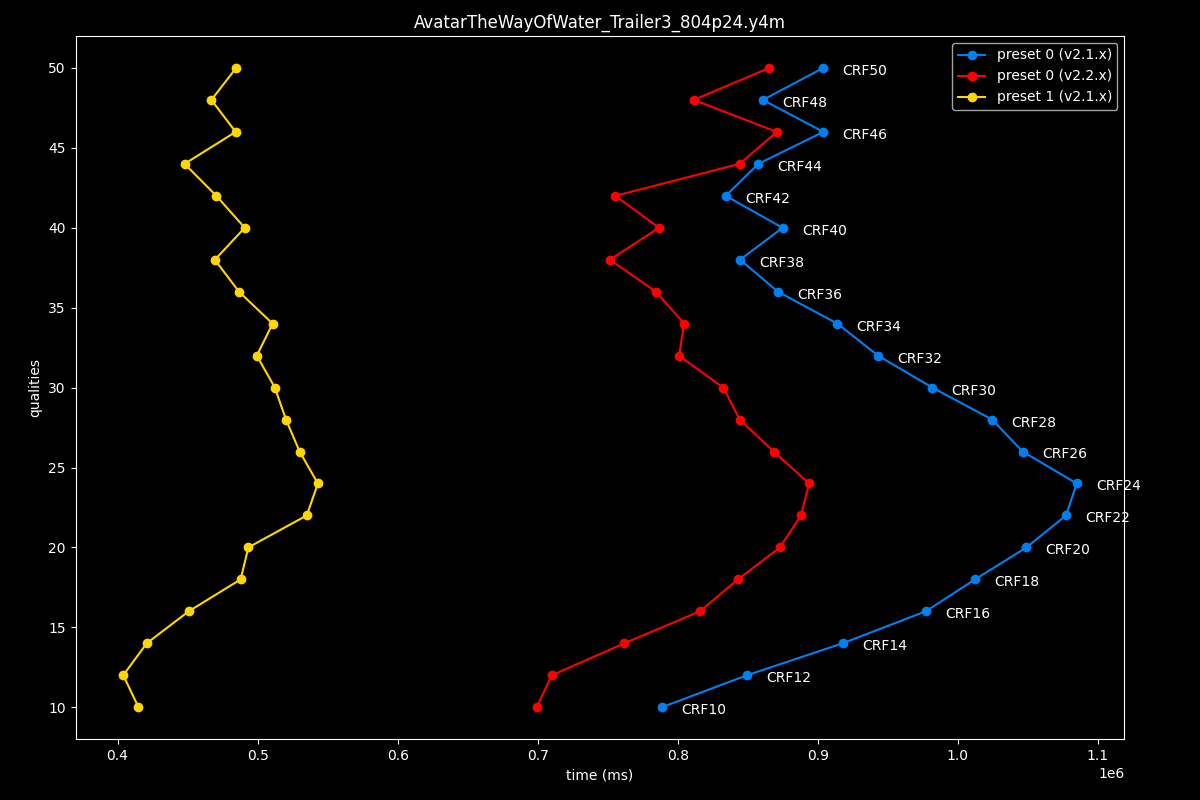 AvatarTheWayOfWater_Trailer3_804p24.y4m
preset 0 (v2.1.x)
preset 0 (v2.2.x)
preset 1 (v2.1.x)
50
45
40
35
30
25
20
15
10
qualities
CRF50
CRF48
CRF46
CRF44
CRF42
CRF40
CRF38
CRF36
CRF34
CRF32
CRF30
CRF28
CRF26
CRF24
CRF22
CRF20
CRF18
CRF16
CRF14
CRF12
CRF10
0.4 0.5 0.6 0.7 0.8 0.9 1.0 1.1
time (ms)
1e6